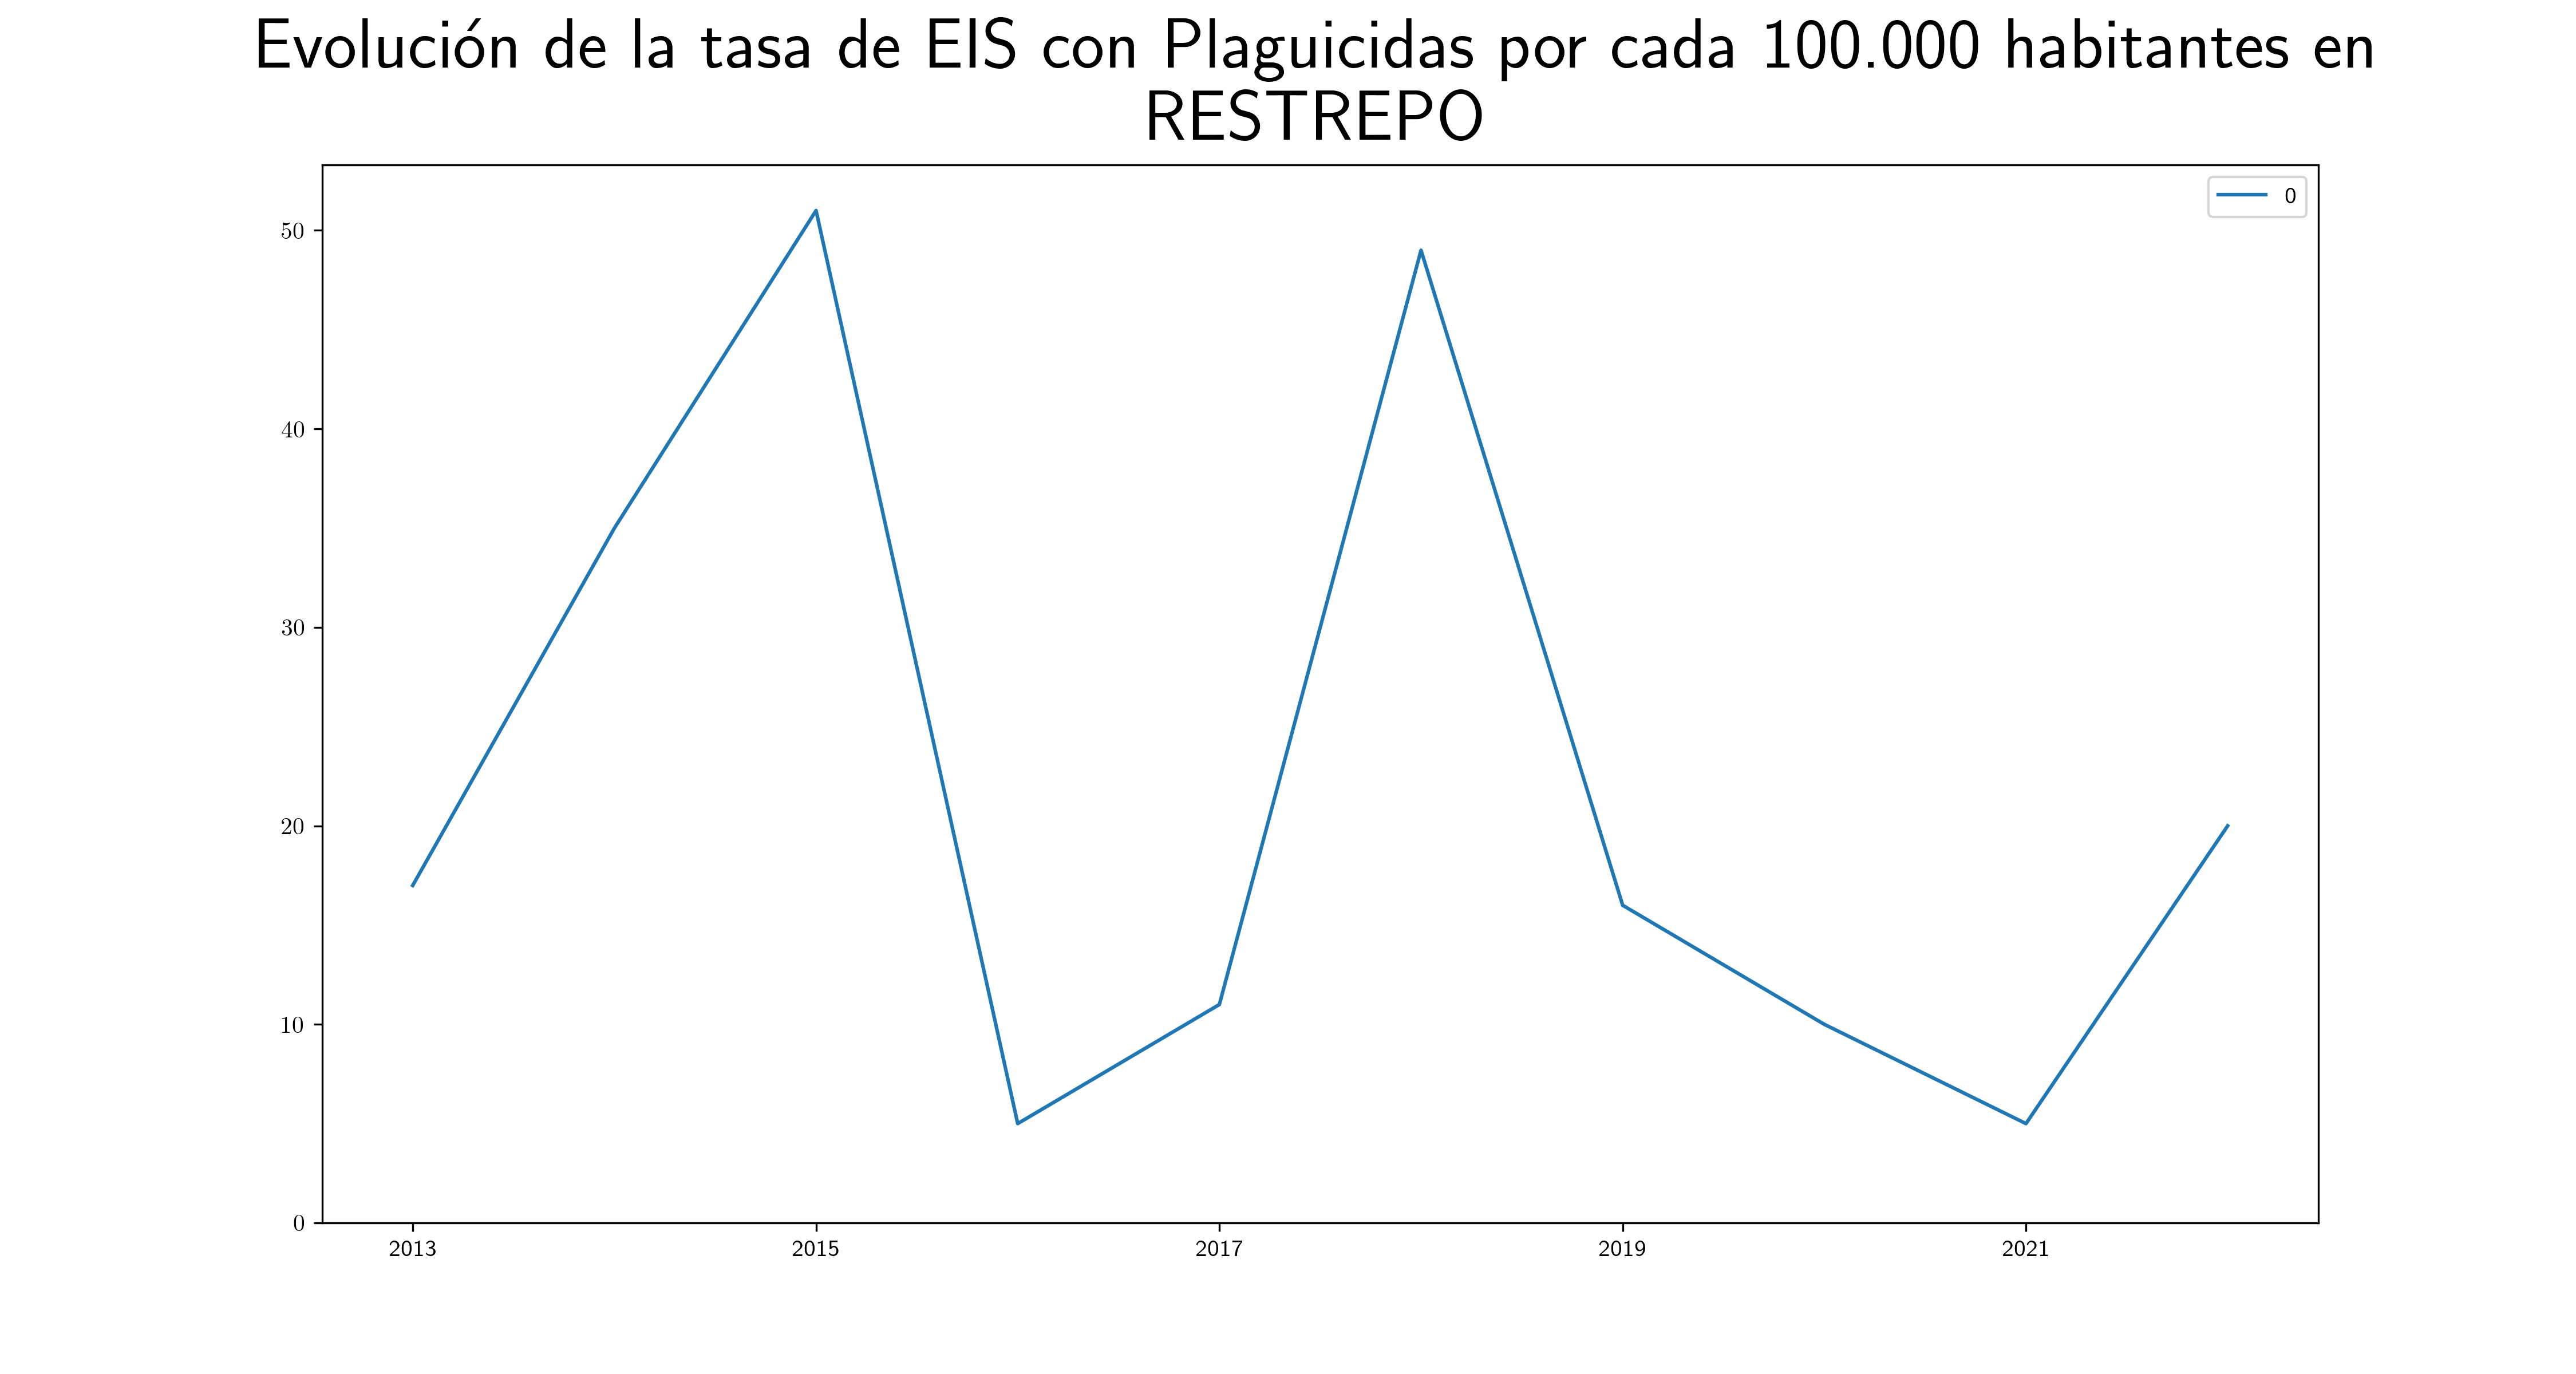 Evolución de la tasa de EIS con Plaguicidas por cada 100.000 habitantes en
RESTREPO
0
50
40
30
20
10
0
2013 2015 2017 2019 2021